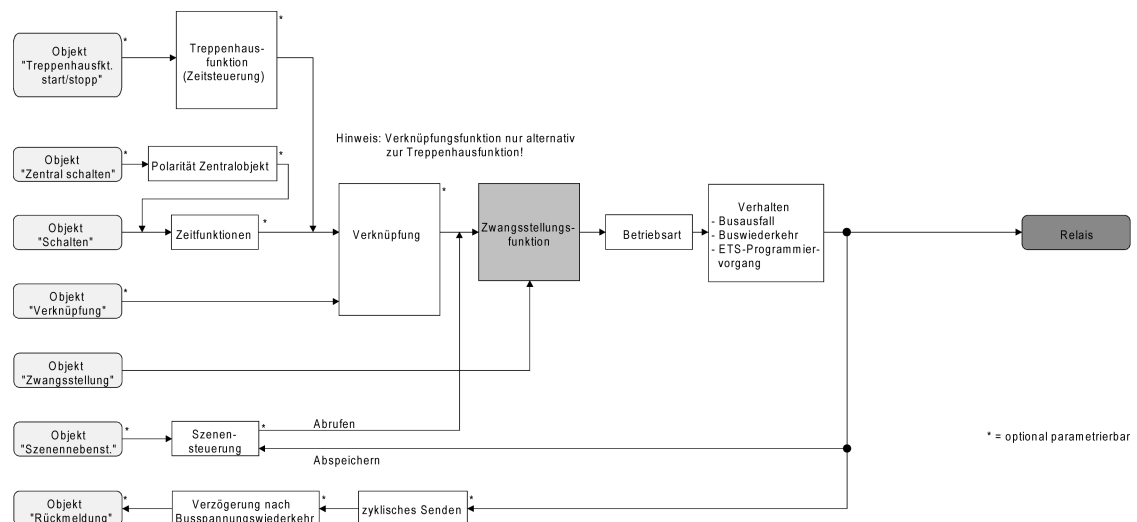 *
Objekt
"Treppenhausfkt.
start/stopp"
*
Treppenhaus-
funktion
(Zeitsteuerung)
Hinweis: Verknüpfungsfunktion nur alternativ
zur Treppenhausfunktion!
*
Objekt
"Zentral schalten"
*
Polarität Zentralobjekt
*
Objekt
"Schalten"
*
Zeitfunktionen
*
Verknüpfung
Zwangsstellungs-
funktion
Betriebsart
Verhalten
- Busausfall
- Buswiederkehr
- ETS-Programmier-
vorgang
Relais
*
Objekt
"Verknüpfung"
Objekt
"Zwangsstellung"
*
Objekt
"Szenennebenst."
*
Szenen-
steuerung
Abrufen
Abspeichern
* = optional parametrierbar
*
Objekt
"Rückmeldung"
*
Verzögerung nach
Busspannungswiederkehr
*
zyklisches Senden